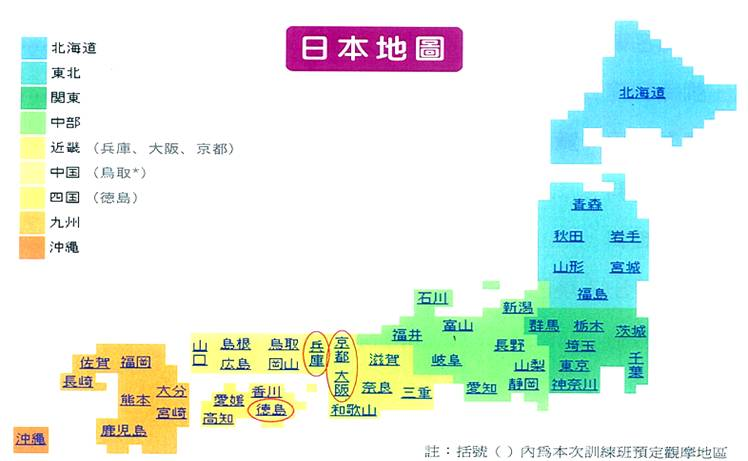 日本地圖
北海道
東北
関東
中部
近畿（兵庫、大阪、京都）
中国（鳥取*）
四国（徳島）
九州
沖縄
北海道
青森
秋田 岩手
山形 宮城
福島
石川
新潟
福井 富山
群馬 栃木 茨城
長野 埼玉
山口 島根 鳥取 兵庫 京都
広島 岡山 大阪
滋賀 岐阜 山梨 東京 千葉
愛知 静岡 神奈川
奈良 三重
和歌山
佐賀 福岡
長崎
大分
熊本 宮崎
鹿児島
愛媛 香川
高知 徳島
沖縄
註：括號（）內爲本次訓練班預定觀摩地區